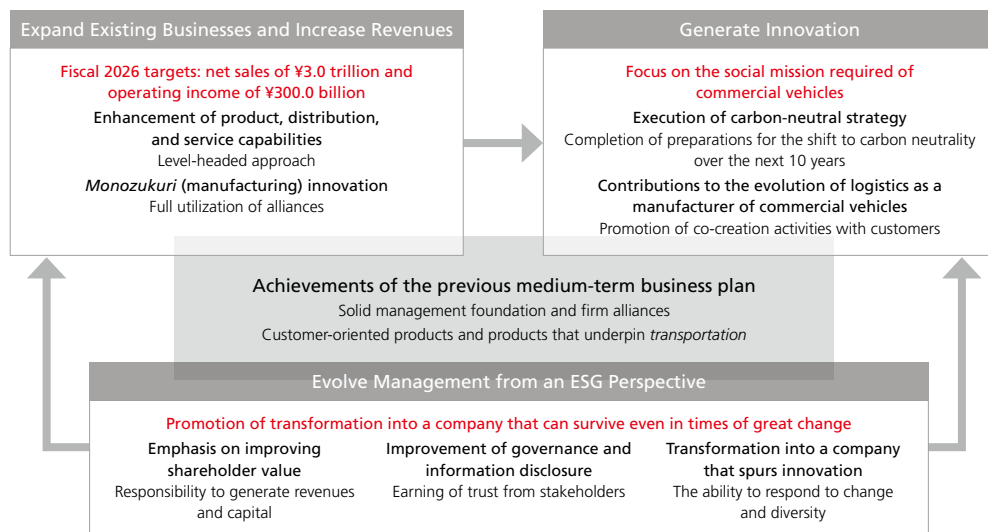 Expand Existing Businesses and Increase Revenues
Fiscal 2026 targets: net sales of ¥3.0 trillion and
operating income of ¥300.0 billion
Enhancement of product, distribution,
and service capabilities
Level-headed approach
Monozukuri (manufacturing) innovation
Full utilization of alliances
Generate Innovation
Focus on the social mission required of
commercial vehicles
Execution of carbon-neutral strategy
Completion of preparations for the shift to carbon neutrality
over the next 10 years
Contributions to the evolution of logistics as a
manufacturer of commercial vehicles
Promotion of co-creation activities with customers
Achievements of the previous medium-term business plan
Solid management foundation and firm alliances
Customer-oriented products and products that underpin transportation
Evolve Management from an ESG Perspective
Promotion of transformation into a company that can survive even in times of great change
Emphasis on improving
shareholder value
Responsibility to generate revenues
and capital
Improvement of governance and
information disclosure
Earning of trust from stakeholders
Transformation into a company
that spurs innovation
The ability to respond to change
and diversity